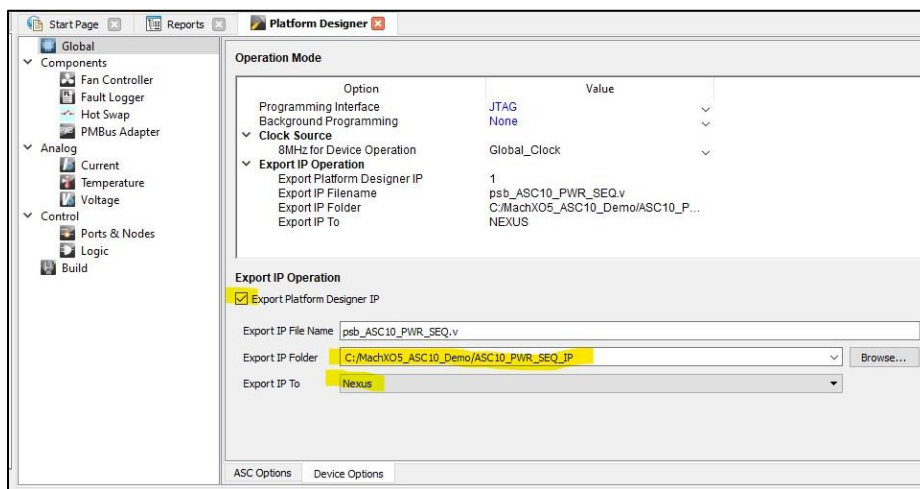 Start Page Reports Platform Designer
Global
Components
Fan Controller
Fault Logger
Hot Swap
PMBus Adapter
Analog
Current
Temperature
Voltage
Control
Ports & Nodes
Logic
Build
Operation Mode
Option Value
Programming Interface JTAG
Background Programming None
Clock Source
8MHz for Device Operation Global_Clock
Export IP Operation
Export Platform Designer IP 1
Export IP Filename psb_ASC10_PWR_SEQ.v
Export IP Folder C:/MachXO5_ASC10_Demo/ASC10_P...
Export IP To NEXUS
Export IP Operation
Export Platform Designer IP
Export IP File Name psb_ASC10_PWR_SEQ.v
Export IP Folder C:/MachXO5_ASC10_Demo/ASC10_PWR_SEQ_IP Browse...
Export IP To Nexus
ASC Options Device Options